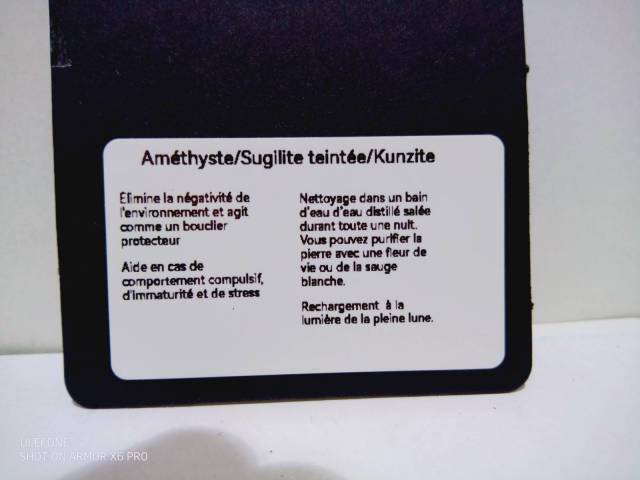 Améthyste/Sugilite teintée/Kunzite
Élimine la négativité de
l'environnement et agit
comme un bouclier
protecteur
Aide en cas de
comportement compulsif,
d'immaturité et de stress
Nettoyage dans un bain
d'eau d'eau distillé salée
durant toute une nuit.
Vous pouvez purifier la
pierre avec une fleur de
vie ou de la sauge
blanche.
Rechargement à la
lumière de la pleine lune.
ULEFONE
SHOT ON ARMOR X6 PRO